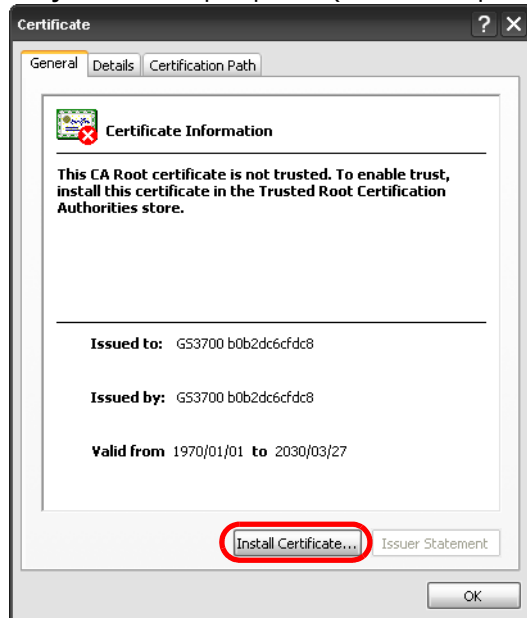 Certificate
General Details Certification Path
Certificate Information
This CA Root certificate is not trusted. To enable trust,
install this certificate in the Trusted Root Certification
Authorities store.
Issued to: GS3700 b0b2dc6cfdc8
Issued by: GS3700 b0b2dc6cfdc8
Valid from 1970/01/01 to 2030/03/27
Install Certificate... Issuer Statement
OK